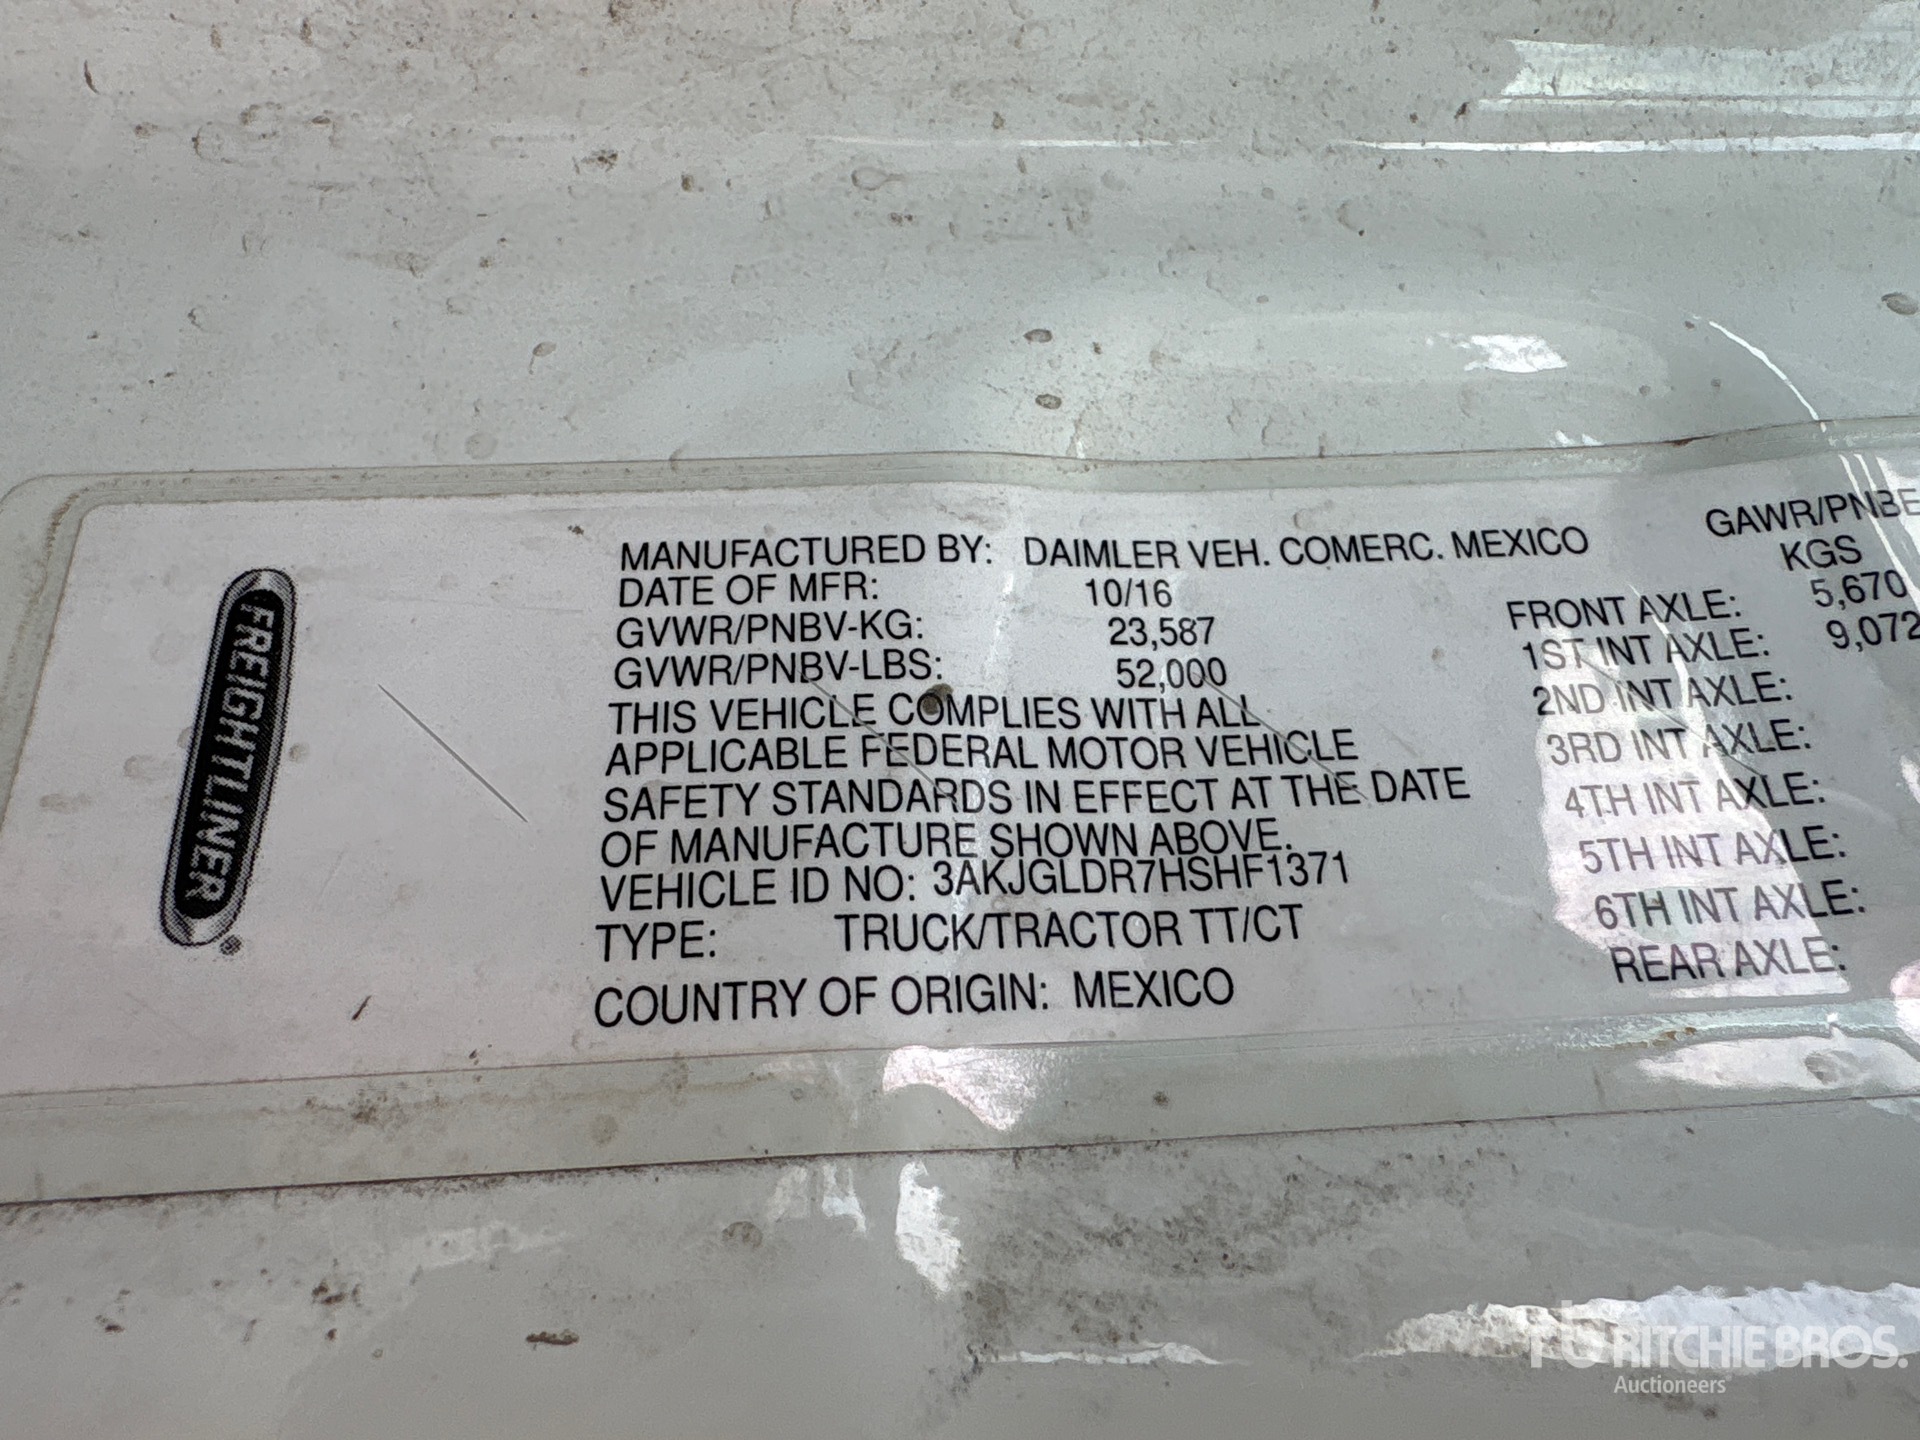 FREIGHTLINER®
MANUFACTURED BY: DAIMLER VEH. COMERC. MEXICO
DATE OF MFR: 10/16
GVWR/PNBV-KG: 23,587
GVWR/PNBV-LBS: 52,000
THIS VEHICLE COMPLIES WITH ALL
APPLICABLE FEDERAL MOTOR VEHICLE
SAFETY STANDARDS IN EFFECT AT THE DATE
OF MANUFACTURE SHOWN ABOVE.
VEHICLE ID NO: 3AKJGLDR7HSHF1371
TYPE: TRUCK/TRACTOR TT/CT
COUNTRY OF ORIGIN: MEXICO
GAWR/PNBE
KGS
FRONT AXLE: 5,670
1ST INT AXLE: 9,072
2ND INT AXLE:
3RD INT AXLE:
4TH INT AXLE:
5TH INT AXLE:
6TH INT AXLE:
REAR AXLE:
RITCHIE BROS.
Auctioneers